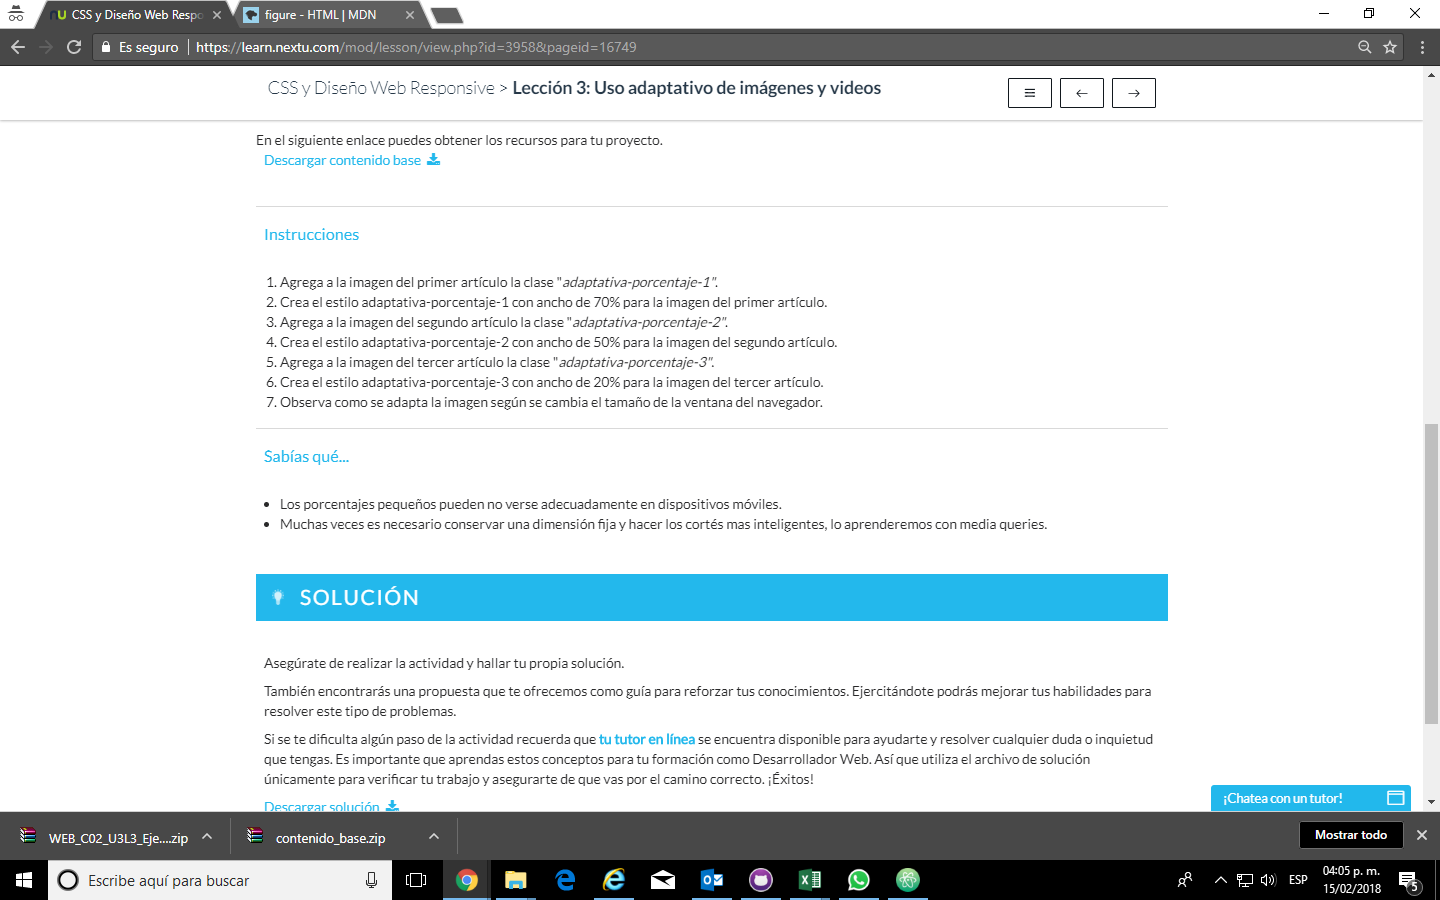 CSS y Diseño Web Respo
figure - HTML | MDN
Es seguro
https://learn.nextu.com/mod/lesson/view.php?id=3958&pageid=16749
CSS y Diseño Web Responsive > Lección 3: Uso adaptativo de imágenes y videos
En el siguiente enlace puedes obtener los recursos para tu proyecto.
Descargar contenido base
Instrucciones
1. Agrega a la imagen del primer artículo la clase "adaptativa-porcentaje-1".
2. Crea el estilo adaptativa-porcentaje-1 con ancho de 70% para la imagen del primer artículo.
3. Agrega a la imagen del segundo artículo la clase "adaptativa-porcentaje-2".
4. Crea el estilo adaptativa-porcentaje-2 con ancho de 50% para la imagen del segundo artículo.
5. Agrega a la imagen del tercer artículo la clase "adaptativa-porcentaje-3".
6. Crea el estilo adaptativa-porcentaje-3 con ancho de 20% para la imagen del tercer artículo.
7. Observa como se adapta la imagen según se cambia el tamaño de la ventana del navegador.
Sabías qué...
• Los porcentajes pequeños pueden no verse adecuadamente en dispositivos móviles.
• Muchas veces es necesario conservar una dimensión fija y hacer los cortés mas inteligentes, lo aprenderemos con media queries.
SOLUCIÓN
Asegúrate de realizar la actividad y hallar tu propia solución.
También encontrarás una propuesta que te ofrecemos como guía para reforzar tus conocimientos. Ejercitándote podrás mejorar tus habilidades para
resolver este tipo de problemas.
Si se te dificulta algún paso de la actividad recuerda que tu tutor en línea se encuentra disponible para ayudarte y resolver cualquier duda o inquietud
que tengas. Es importante que aprendas estos conceptos para tu formación como Desarrollador Web. Así que utiliza el archivo de solución
únicamente para verificar tu trabajo y asegurarte de que vas por el camino correcto. ¡Éxitos!
Descargar solución
¡Chatea con un tutor!
WEB_C02_U3L3_Eje....zip
contenido_base.zip
Mostrar todo
Escribe aquí para buscar
ESP
04:05 p. m.
15/02/2018
5